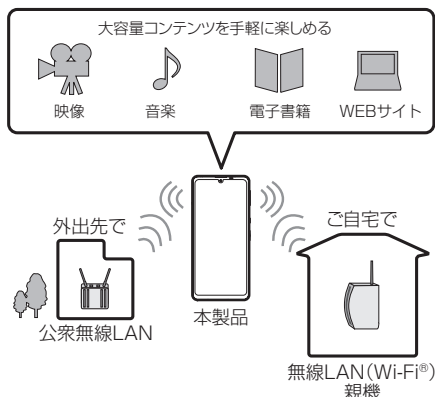 大容量コンテンツを手軽に楽しめる
映像 音楽 電子書籍 WEBサイト
外出先で
ご自宅で
公衆無線LAN
本製品
無線LAN(Wi-Fi®)
親機